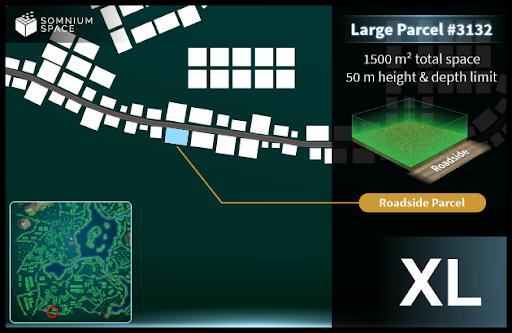 SOMNIUM
SPACE
Large Parcel #3132
1500 m² total space
50 m height & depth limit
Roadside
Roadside Parcel
XL